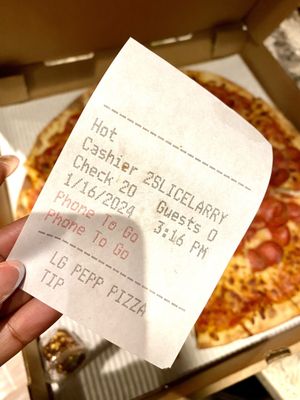 Hot
Cashier 2SLICELARRY
Check 20 Guests 0
1/16/2024 3:16 PM
Phone To Go
Phone To Go
LG PEPP PIZZA
TIP